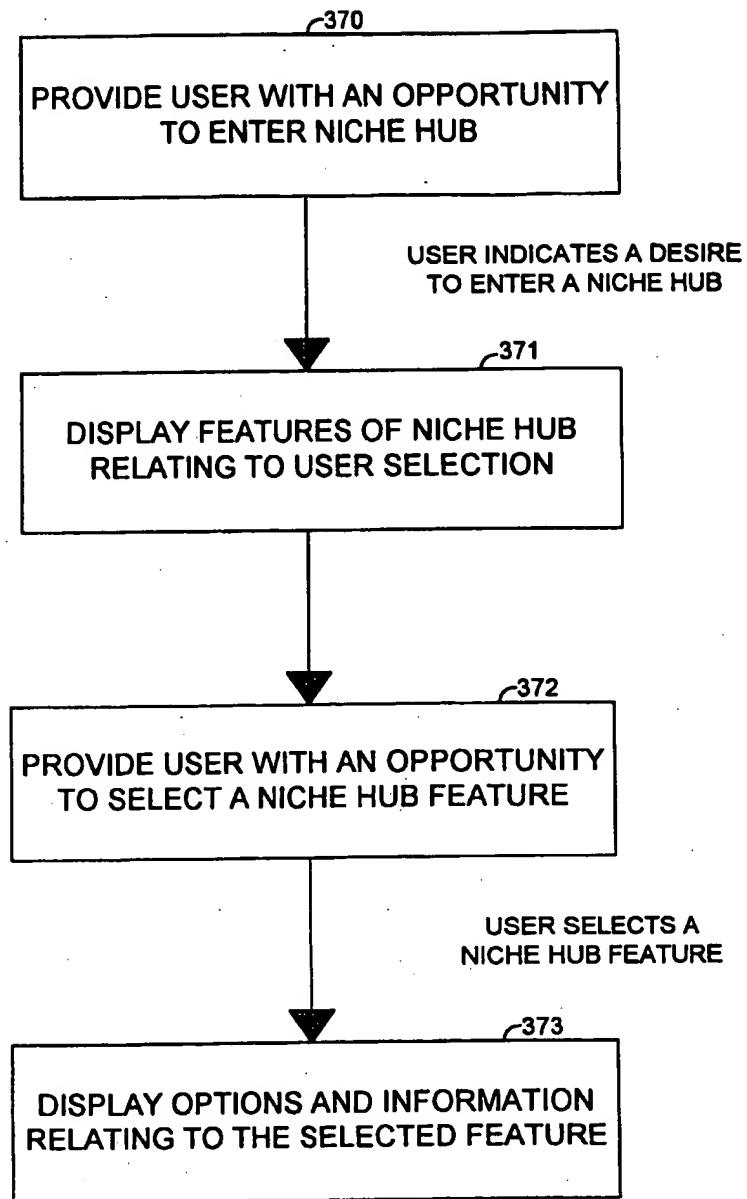 370
PROVIDE USER WITH AN OPPORTUNITY
TO ENTER NICHE HUB
USER INDICATES A DESIRE
TO ENTER A NICHE HUB
371
DISPLAY FEATURES OF NICHE HUB
RELATING TO USER SELECTION
372
PROVIDE USER WITH AN OPPORTUNITY
TO SELECT A NICHE HUB FEATURE
USER SELECTS A
NICHE HUB FEATURE
373
DISPLAY OPTIONS AND INFORMATION
RELATING TO THE SELECTED FEATURE